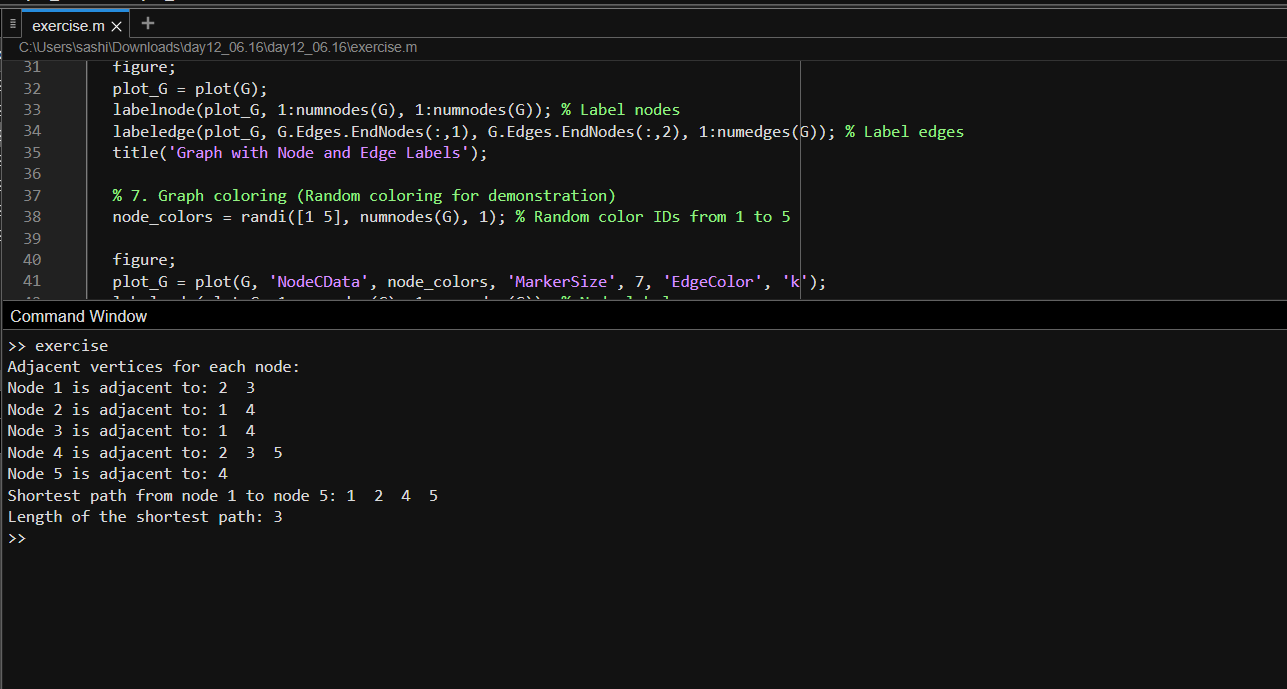 exercise.m × +
C:\Users\sashi\Downloads\day12_06.16\day12_06.16\exercise.m
31 figure;
32 plot_G = plot(G);
33 labelnode(plot_G, 1:numnodes(G), 1:numnodes(G)); % Label nodes
34 labeledge(plot_G, G.Edges.EndNodes(:,1), G.Edges.EndNodes(:,2), 1:numedges(G)); % Label edges
35 title('Graph with Node and Edge Labels');
36
37 % 7. Graph coloring (Random coloring for demonstration)
38 node_colors = randi([1 5], numnodes(G), 1); % Random color IDs from 1 to 5
39
40 figure;
41 plot_G = plot(G, 'NodeCData', node_colors, 'MarkerSize', 7, 'EdgeColor', 'k');
Command Window
>> exercise
Adjacent vertices for each node:
Node 1 is adjacent to: 2  3
Node 2 is adjacent to: 1  4
Node 3 is adjacent to: 1  4
Node 4 is adjacent to: 2  3  5
Node 5 is adjacent to: 4
Shortest path from node 1 to node 5: 1  2  4  5
Length of the shortest path: 3
>>